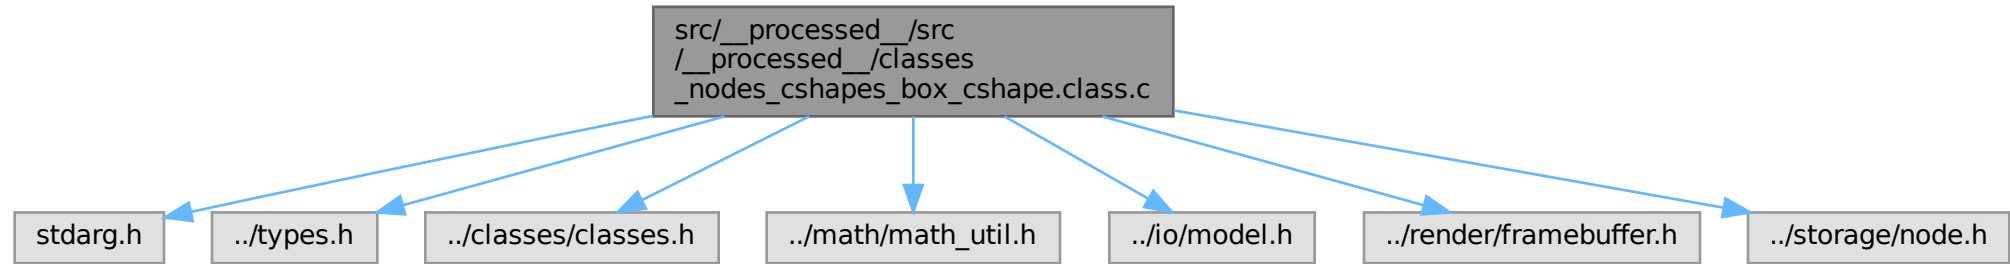 src/__processed__/src
/__processed__/classes
_nodes_cshapes_box_cshape.class.c
stdarg.h
../types.h
../classes/classes.h
../math/math_util.h
../io/model.h
../render/framebuffer.h
../storage/node.h